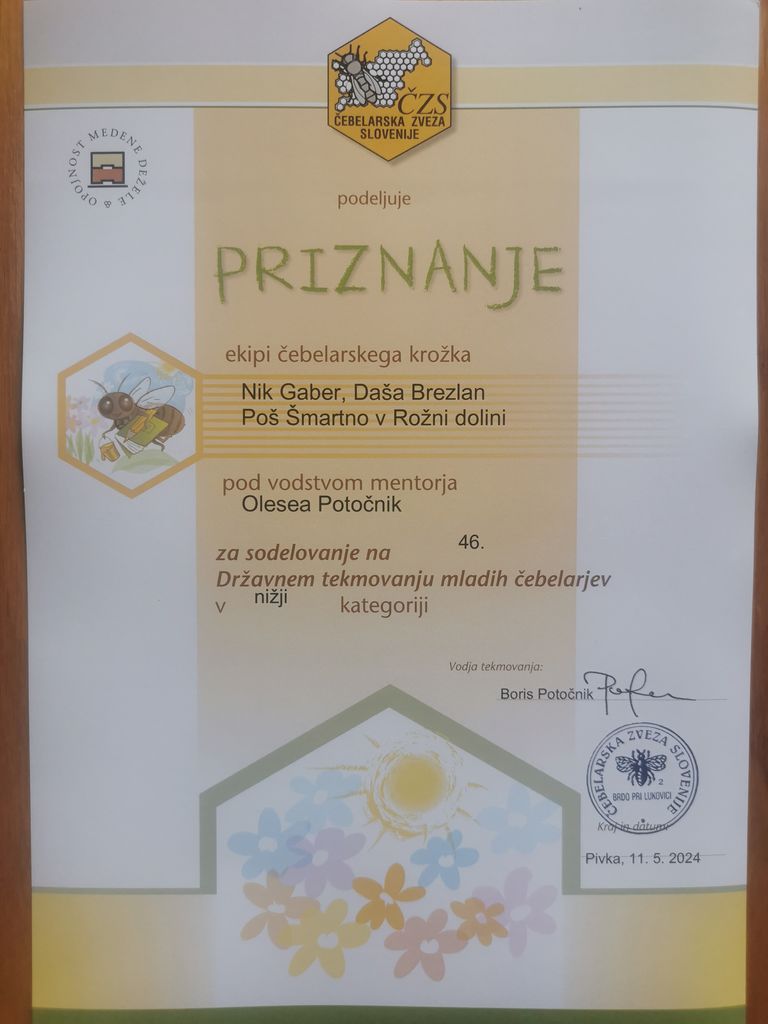 ČZS
ČEBELARSKA ZVEZA
SLOVENIJE
OPOJNOST MEDENE DEŽELE &
podeljuje
PRIZNANJE
ekipi čebelarskega krožka
Nik Gaber, Daša Brezlan
Poš Šmartno v Rožni dolini
pod vodstvom mentorja
Olesea Potočnik
za sodelovanje na 46.
Državnem tekmovanju mladih čebelarjev
v nižji kategoriji
Vodja tekmovanja:
Boris Potočnik
ČEBELARSKA ZVEZA SLOVENIJE
2
BRDO PRI LUKOVICI
Kraj in datum:
Pivka, 11. 5. 2024